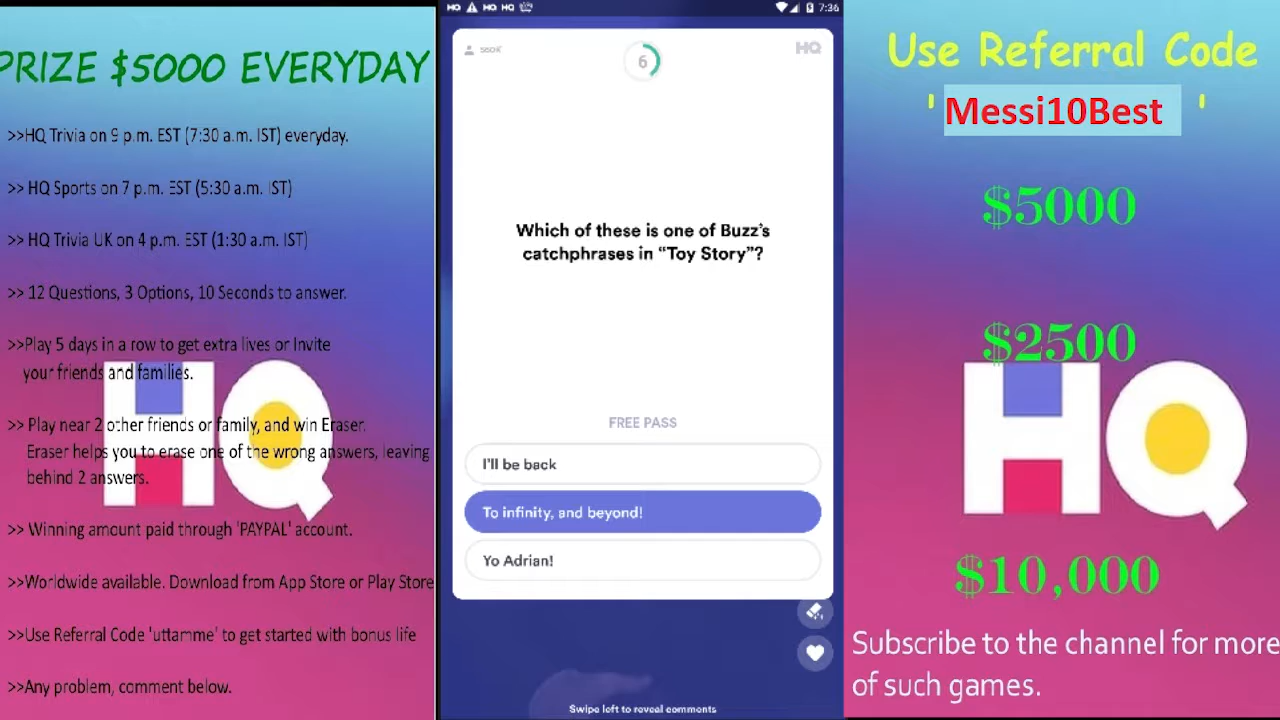 PRIZE $5000 EVERYDAY
>>HQ Trivia on 9 p.m. EST (7:30 a.m. IST) everyday.
>> HQ Sports on 7 p.m. EST (5:30 a.m. IST)
>> HQ Trivia UK on 4 p.m. EST (1:30 a.m. IST)
>> 12 Questions, 3 Options, 10 Seconds to answer.
>>Play 5 days in a row to get extra lives or Invite
your friends and families.
>> Play near 2 other friends or family, and win Eraser.
Eraser helps you to erase one of the wrong answers, leaving
behind 2 answers.
>> Winning amount paid through 'PAYPAL' account.
>>Worldwide available. Download from App Store or Play Store
>>Use Referral Code 'uttamme' to get started with bonus life
>>Any problem, comment below.
HQ
HQ HQ HQ 7:36
560K 6 HQ
Which of these is one of Buzz's
catchphrases in “Toy Story”?
FREE PASS
I'll be back
To infinity, and beyond!
Yo Adrian!
Swipe left to reveal comments
Use Referral Code
' Messi10Best '
$5000
$2500
HQ
$10,000
Subscribe to the channel for more
of such games.